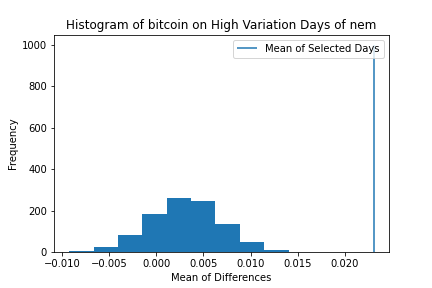 Histogram of bitcoin on High Variation Days of nem
Mean of Selected Days
1000
800
600
400
200
0
Frequency
−0.010 −0.005 0.000 0.005 0.010 0.015 0.020
Mean of Differences